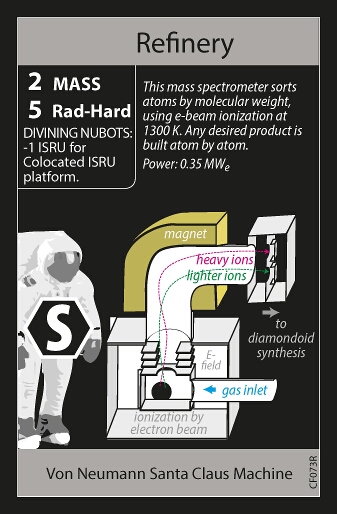 Refinery
2 MASS
5 Rad-Hard
DIVINING NUBOTS:
-1 ISRU for
Colocated ISRU
platform.
This mass spectrometer sorts
atoms by molecular weight,
using e-beam ionization at
1300 K. Any desired product is
built atom by atom.
Power: 0.35 MWe
magnet
heavy ions
lighter ions
to
diamondoid
synthesis
S
E-
field
gas inlet
ionization by
electron beam
Von Neumann Santa Claus Machine
CF073R